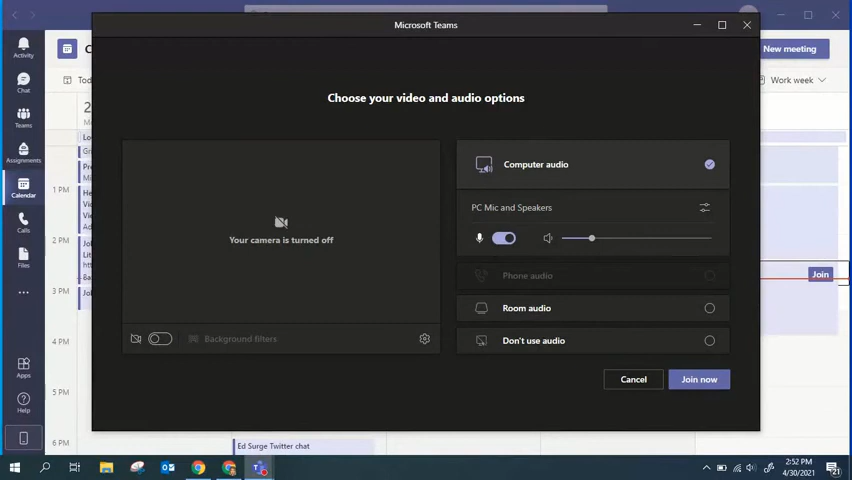 Microsoft Teams
New meeting
Work week
Activity
Chat
Teams
Assignments
Calendar
Calls
Files
Apps
Help
1 PM
2 PM
3 PM
4 PM
5 PM
6 PM
Choose your video and audio options
Your camera is turned off
Background filters
Computer audio
PC Mic and Speakers
Phone audio
Room audio
Don't use audio
Cancel
Join now
Join
Ed Surge Twitter chat
2:52 PM
4/30/2021
21